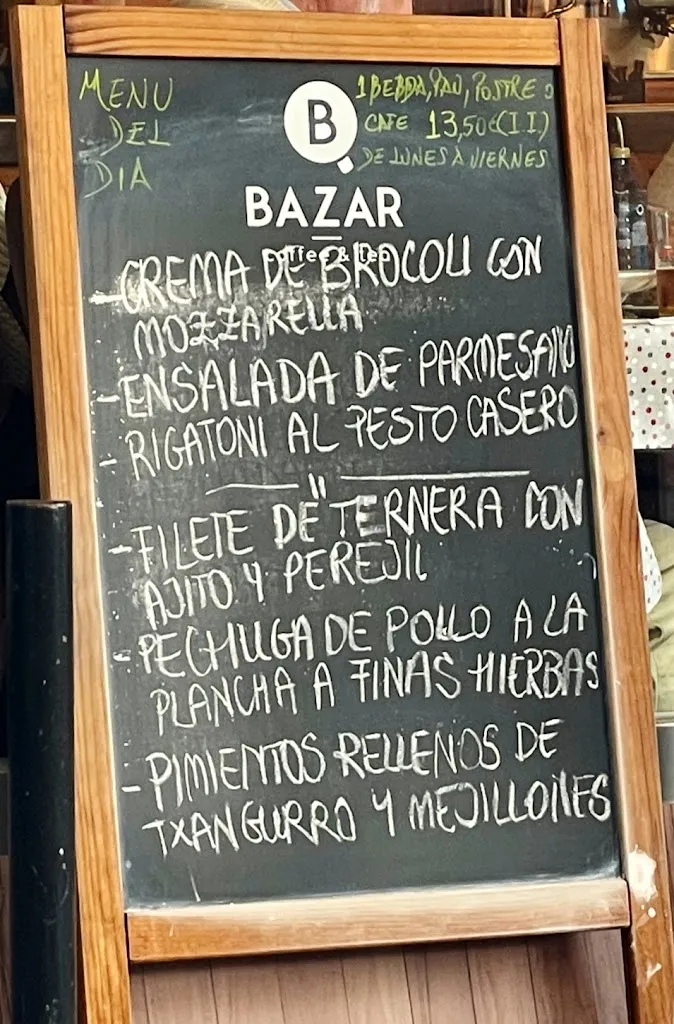 MENU
DEL
DIA
1 BEBDA, PAN, POSTRE o
CAFE 13,50€ (I.I.)
DE LUNES A VIERNES
B
BAZAR
coffee & tea
-CREMA DE BROCOLI CON
MOZZARELLA
-ENSALADA DE PARMESANO
- RIGATONI AL PESTO CASERO
"
-FILETE DE TERNERA CON
AJITO Y PEREJIL
-PECHUGA DE POLLO A LA
PLANCHA A FINAS HIERBAS
-PIMIENTOS RELLENOS DE
TXANGURRO Y MEJILLONES